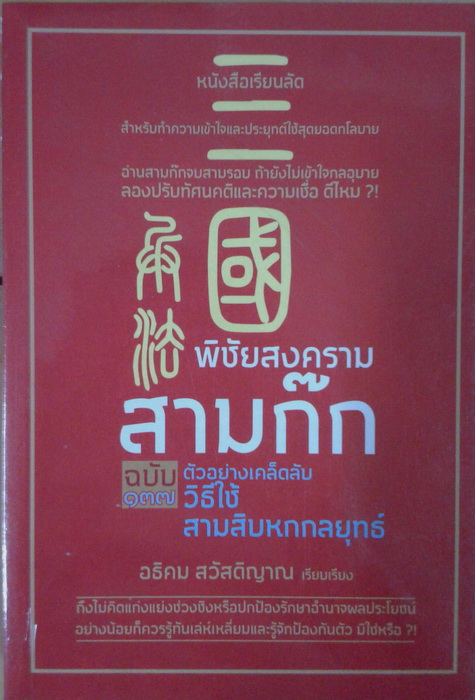 หนังสือเรียนลัด
สำหรับทำความเข้าใจและประยุกต์ใช้สุดยอดกโลบาย
อ่านสามก๊กจบสามรอบ ถ้ายังไม่เข้าใจกลอุบาย
ลองปรับทัศนคติและความเชื่อ ดีไหม ?!
三國
兵法
พิชัยสงคราม
สามก๊ก
ฉบับ
๑๓๗
ตัวอย่างเคล็ดลับ
วิธีใช้
สามสิบหกกลยุทธ์
อธิคม สวัสดิญาณ เรียบเรียง
ถึงไม่คิดแก่งแย่งช่วงชิงหรือปกป้องรักษาอำนาจผลประโยชน์
อย่างน้อยก็ควรรู้ทันเล่ห์เหลี่ยมและรู้จักป้องกันตัว มิใช่หรือ ?!